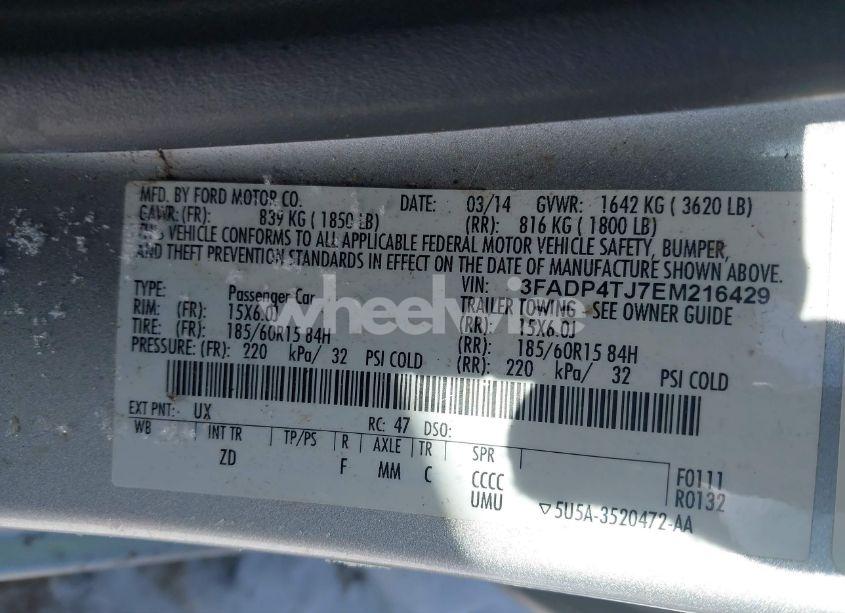 MFD. BY FORD MOTOR CO. DATE: 03/14 GVWR: 1642 KG ( 3620 LB)
GAWR:(FR): 839 KG ( 1850 LB) (RR): 816 KG ( 1800 LB)
THIS VEHICLE CONFORMS TO ALL APPLICABLE FEDERAL MOTOR VEHICLE SAFETY, BUMPER,
AND THEFT PREVENTION STANDARDS IN EFFECT ON THE DATE OF MANUFACTURE SHOWN ABOVE.
VIN: 3FADP4TJ7EM216429
TYPE: Passenger Car TRAILER TOWING - SEE OWNER GUIDE
RIM: (FR): 15X6.0J (RR): 15X6.0J
TIRE: (FR): 185/60R15 84H (RR): 185/60R15 84H
PRESSURE: (FR): 220 kPa/ 32 PSI COLD (RR): 220 kPa/ 32 PSI COLD
wheelwize
EXT PNT: UX RC: 47 DSO:
WB INT TR TP/PS R AXLE TR SPR
ZD F MM C CCCC F0111
UMU R0132
▽5U5A-3520472-AA